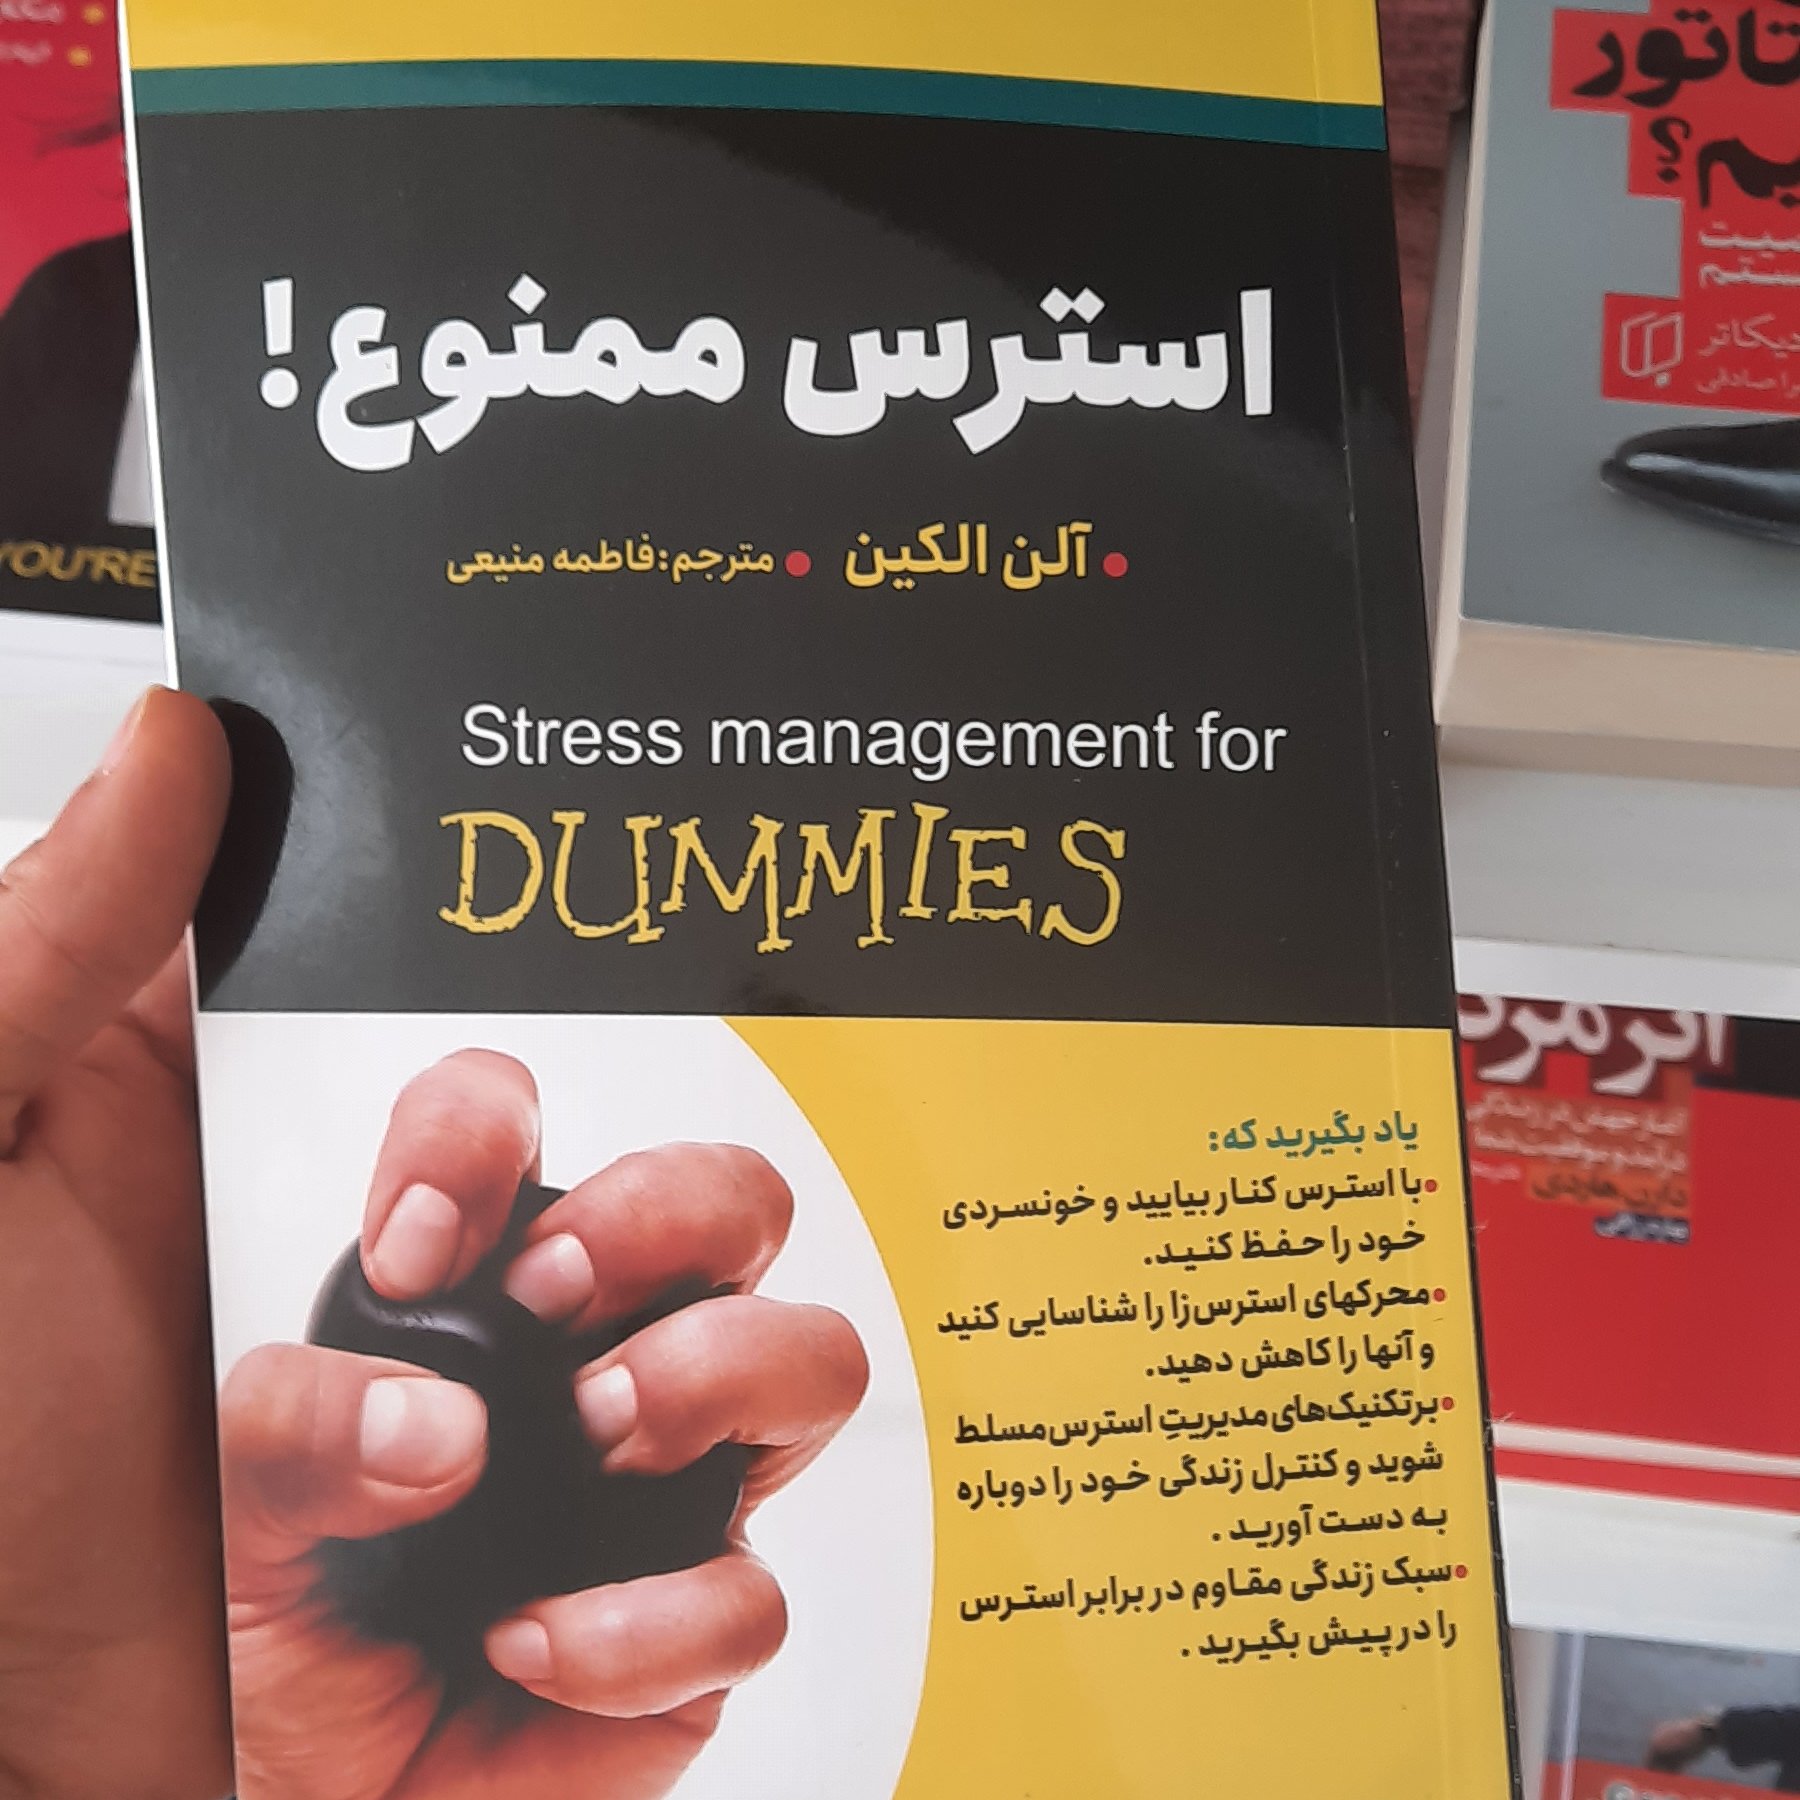 استرس ممنوع!
• آلن الکین • مترجم: فاطمه منیعی
Stress management for
DUMMIES
یاد بگیرید که:
•با استرس کنار بیایید و خونسردی
خود را حفظ کنید.
•محرکهای استرس‌زا را شناسایی کنید
و آنها را کاهش دهید.
•برتکنیک‌های مدیریتِ استرس مسلط
شوید و کنترل زندگی خود را دوباره
به دست آورید .
•سبک زندگی مقاوم در برابر استرس
را در پیش بگیرید .
YOU'RE
دیکاتر
صادقی